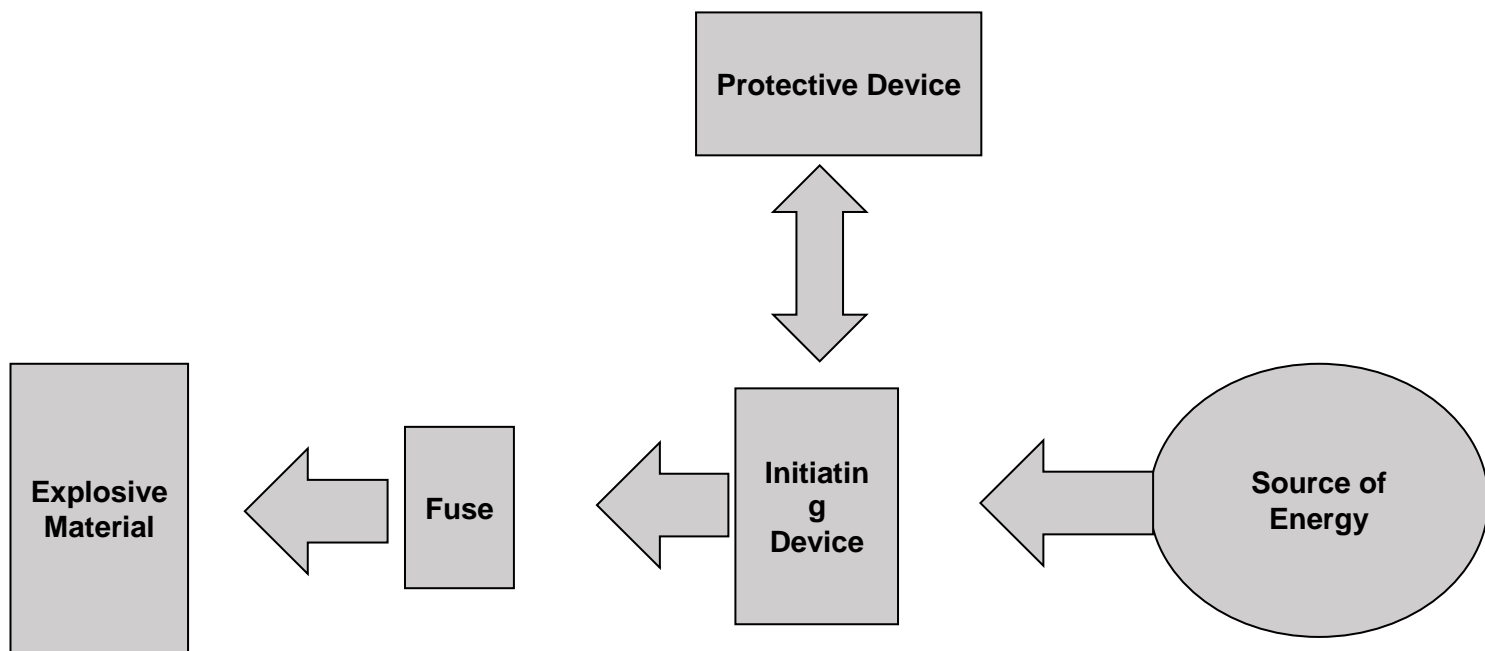 Protective Device
Explosive
Material
Fuse
Initiatin
g
Device
Source of
Energy